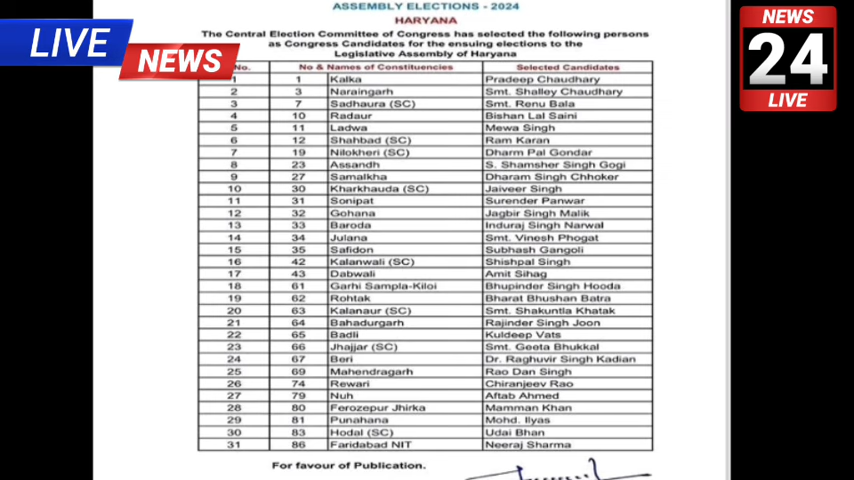 ASSEMBLY ELECTIONS - 2024
HARYANA
The Central Election Committee of Congress has selected the following persons
as Congress Candidates for the ensuing elections to the
Legislative Assembly of Haryana
LIVE
NEWS
NEWS
24
LIVE
No. No & Names of Constituencies Selected Candidates
1 1 Kalka Pradeep Chaudhary
2 3 Naraingarh Smt. Shalley Chaudhary
3 7 Sadhaura (SC) Smt. Renu Bala
4 10 Radaur Bishan Lal Saini
5 11 Ladwa Mewa Singh
6 12 Shahbad (SC) Ram Karan
7 19 Nilokheri (SC) Dharm Pal Gondar
8 23 Assandh S. Shamsher Singh Gogi
9 27 Samalkha Dharam Singh Chhoker
10 30 Kharkhauda (SC) Jaiveer Singh
11 31 Sonipat Surender Panwar
12 32 Gohana Jagbir Singh Malik
13 33 Baroda Induraj Singh Narwal
14 34 Julana Smt. Vinesh Phogat
15 35 Safidon Subhash Gangoli
16 42 Kalanwali (SC) Shishpal Singh
17 43 Dabwali Amit Sihag
18 61 Garhi Sampla-Kiloi Bhupinder Singh Hooda
19 62 Rohtak Bharat Bhushan Batra
20 63 Kalanaur (SC) Smt. Shakuntla Khatak
21 64 Bahadurgarh Rajinder Singh Joon
22 65 Badli Kuldeep Vats
23 66 Jhajjar (SC) Smt. Geeta Bhukkal
24 67 Beri Dr. Raghuvir Singh Kadian
25 69 Mahendragarh Rao Dan Singh
26 74 Rewari Chiranjeev Rao
27 79 Nuh Aftab Ahmed
28 80 Ferozepur Jhirka Mamman Khan
29 81 Punahana Mohd. Ilyas
30 83 Hodal (SC) Udai Bhan
31 86 Faridabad NIT Neeraj Sharma
For favour of Publication.